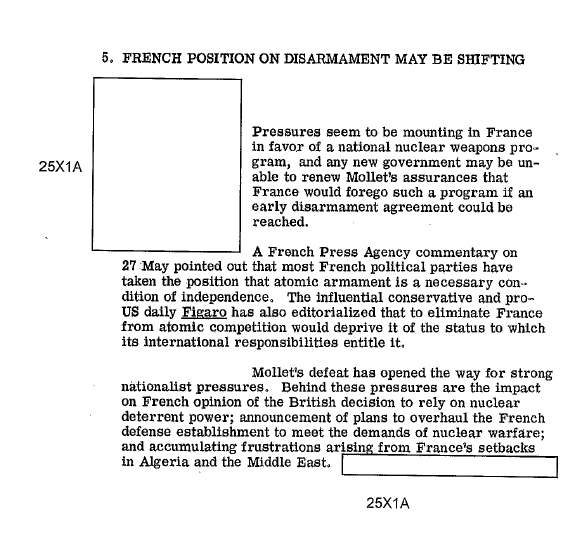 5. FRENCH POSITION ON DISARMAMENT MAY BE SHIFTING
25X1A
Pressures seem to be mounting in France
in favor of a national nuclear weapons pro-
gram, and any new government may be un-
able to renew Mollet's assurances that
France would forego such a program if an
early disarmament agreement could be
reached.
A French Press Agency commentary on
27 May pointed out that most French political parties have
taken the position that atomic armament is a necessary con-
dition of independence. The influential conservative and pro-
US daily Figaro has also editorialized that to eliminate France
from atomic competition would deprive it of the status to which
its international responsibilities entitle it.
Mollet's defeat has opened the way for strong
nationalist pressures. Behind these pressures are the impact
on French opinion of the British decision to rely on nuclear
deterrent power; announcement of plans to overhaul the French
defense establishment to meet the demands of nuclear warfare;
and accumulating frustrations arising from France's setbacks
in Algeria and the Middle East.
25X1A